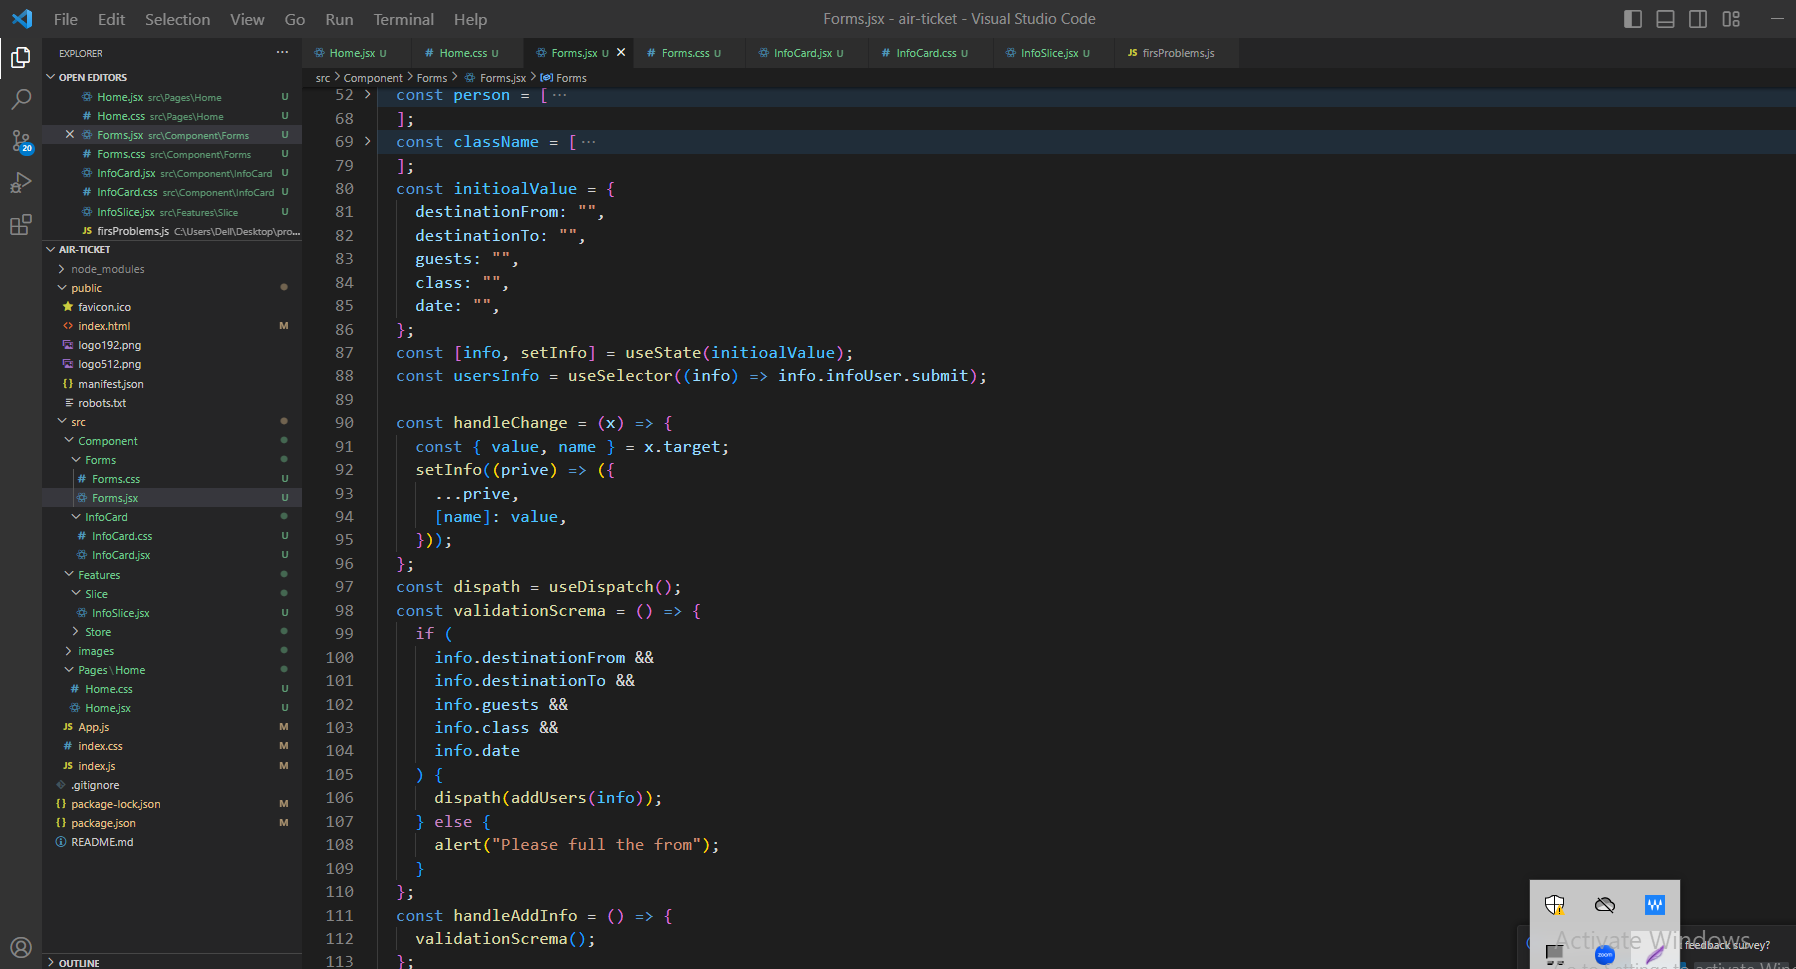 File Edit Selection View Go Run Terminal Help
Forms.jsx - air-ticket - Visual Studio Code
EXPLORER ···
OPEN EDITORS
Home.jsx src\Pages\Home U
Home.css src\Pages\Home U
Forms.jsx src\Component\Forms U
Forms.css src\Component\Forms U
InfoCard.jsx src\Component\InfoCard U
InfoCard.css src\Component\InfoCard U
InfoSlice.jsx src\Features\Slice U
JS firsProblems.js C:\Users\Dell\Desktop\pro...
20
AIR-TICKET
node_modules
public
favicon.ico
index.html M
logo192.png
logo512.png
manifest.json
robots.txt
src
Component
Forms
Forms.css U
Forms.jsx U
InfoCard
InfoCard.css U
InfoCard.jsx U
Features
Slice
InfoSlice.jsx U
Store
images
Pages\Home
Home.css U
Home.jsx U
JS App.js M
index.css M
JS index.js M
.gitignore
package-lock.json M
package.json M
README.md
OUTLINE
Home.jsx U # Home.css U Forms.jsx U # Forms.css U InfoCard.jsx U # InfoCard.css U InfoSlice.jsx U JS firsProblems.js
src > Component > Forms > Forms.jsx > Forms
52 > const person = [ ···
68 ];
69 > const className = [ ···
79 ];
80 const initioalValue = {
81 destinationFrom: "",
82 destinationTo: "",
83 guests: "",
84 class: "",
85 date: "",
86 };
87 const [info, setInfo] = useState(initioalValue);
88 const usersInfo = useSelector((info) => info.infoUser.submit);
89
90 const handleChange = (x) => {
91 const { value, name } = x.target;
92 setInfo((prive) => ({
93 ...prive,
94 [name]: value,
95 }));
96 };
97 const dispath = useDispatch();
98 const validationScrema = () => {
99 if (
100 info.destinationFrom &&
101 info.destinationTo &&
102 info.guests &&
103 info.class &&
104 info.date
105 ) {
106 dispath(addUsers(info));
107 } else {
108 alert("Please full the from");
109 }
110 };
111 const handleAddInfo = () => {
112 validationScrema();
113 };
Activate Windows
feedback survey?
zoom